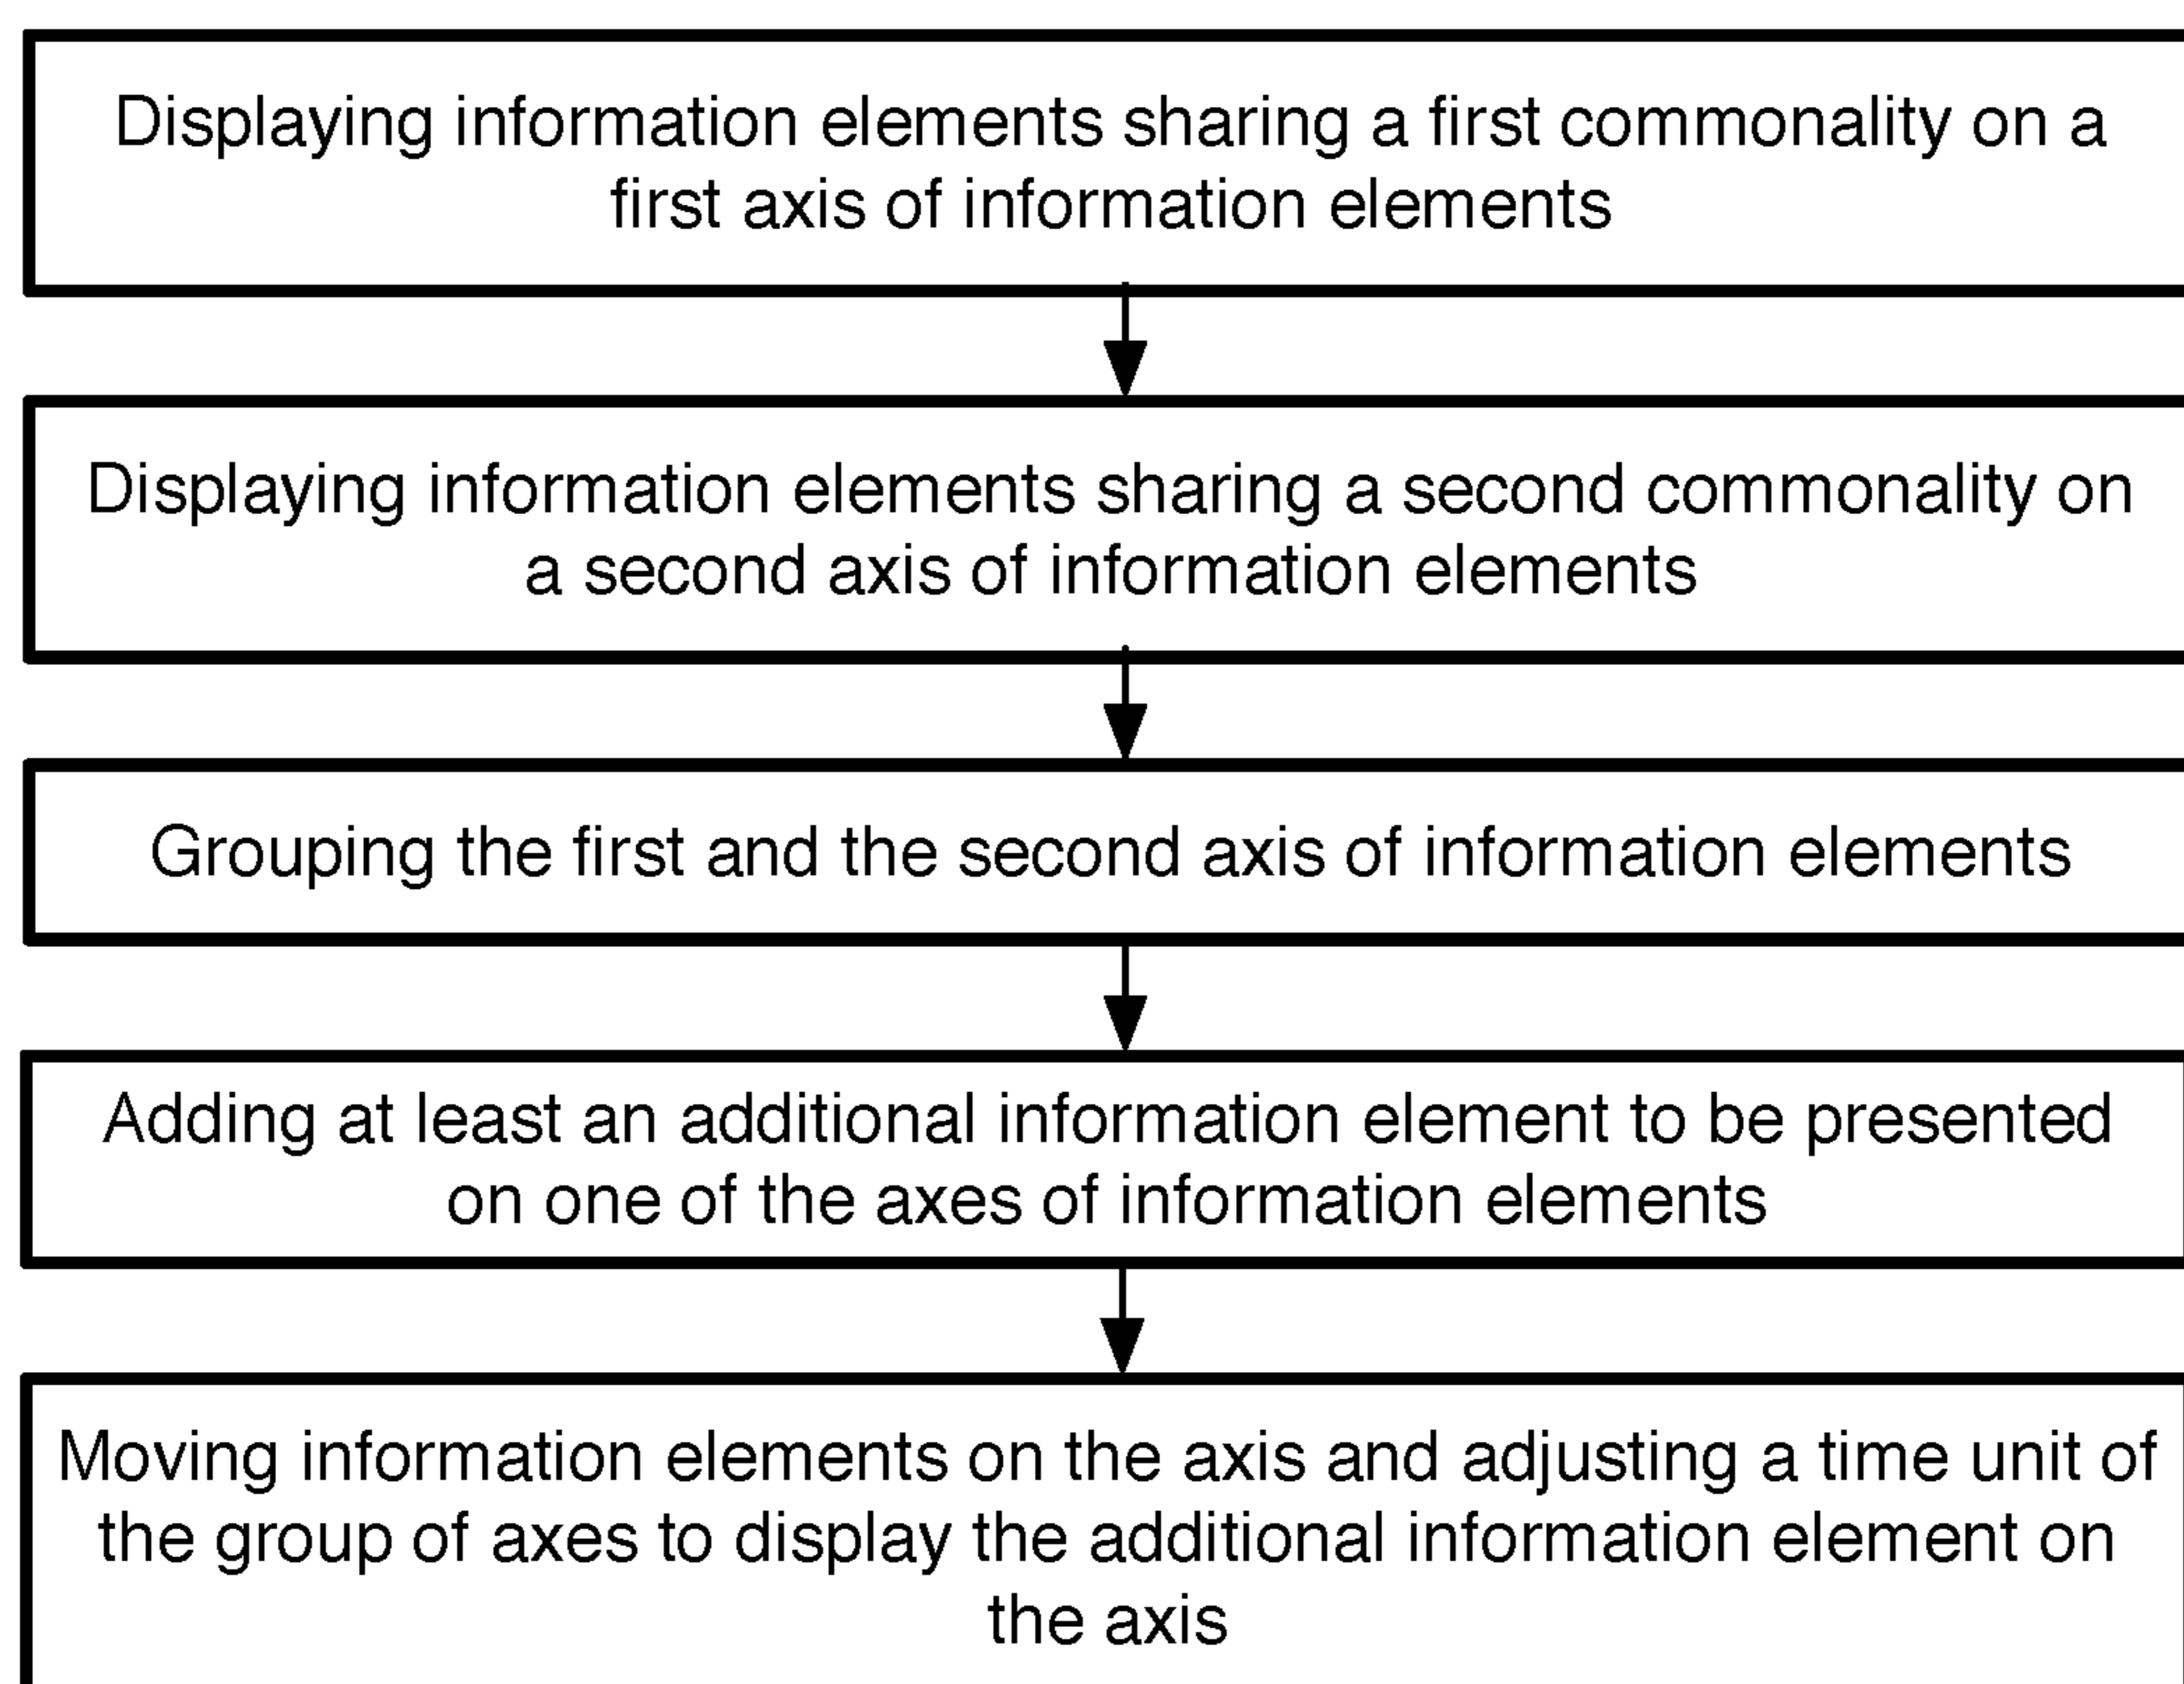 Displaying information elements sharing a first commonality on a
first axis of information elements
Displaying information elements sharing a second commonality on
a second axis of information elements
Grouping the first and the second axis of information elements
Adding at least an additional information element to be presented
on one of the axes of information elements
Moving information elements on the axis and adjusting a time unit of
the group of axes to display the additional information element on
the axis